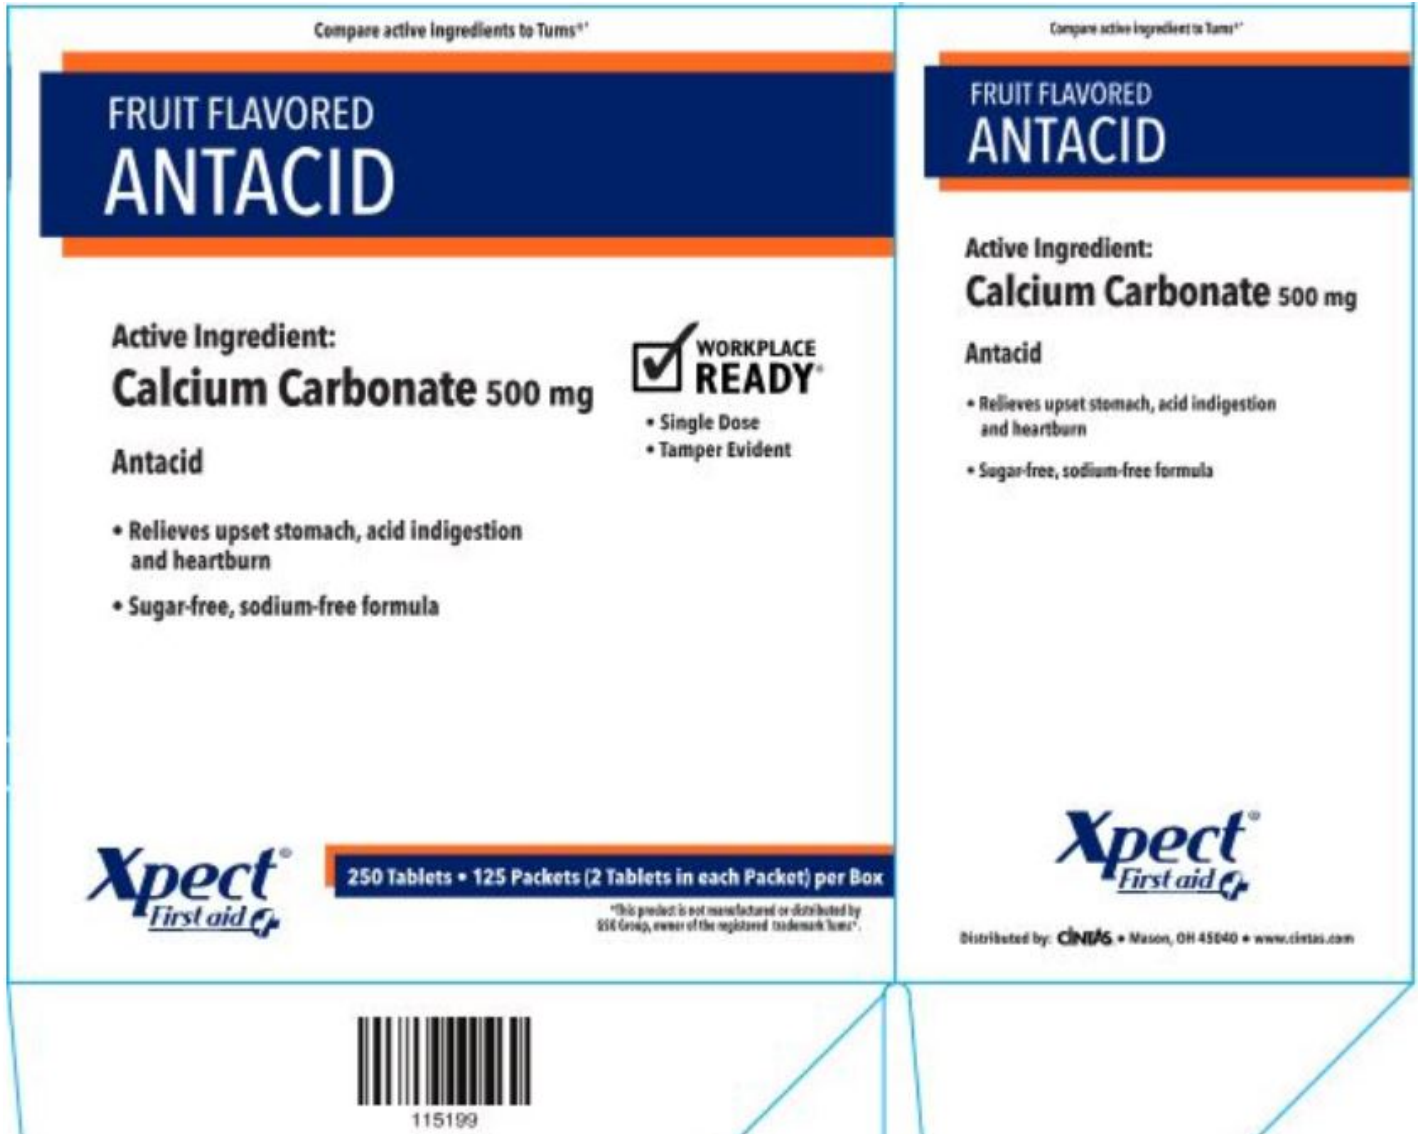 Compare active ingredients to Tums®*
FRUIT FLAVORED
ANTACID
Active Ingredient:
Calcium Carbonate 500 mg
Antacid
• Relieves upset stomach, acid indigestion
and heartburn
• Sugar-free, sodium-free formula
WORKPLACE
READY®
• Single Dose
• Tamper Evident
Xpect®
First aid
250 Tablets • 125 Packets (2 Tablets in each Packet) per Box
*This product is not manufactured or distributed by
GSK Group, owner of the registered trademark Tums®.
115199
Compare active ingredient to Tums®*
FRUIT FLAVORED
ANTACID
Active Ingredient:
Calcium Carbonate 500 mg
Antacid
• Relieves upset stomach, acid indigestion
and heartburn
• Sugar-free, sodium-free formula
Xpect®
First aid
Distributed by: CINTAS • Mason, OH 45040 • www.cintas.com